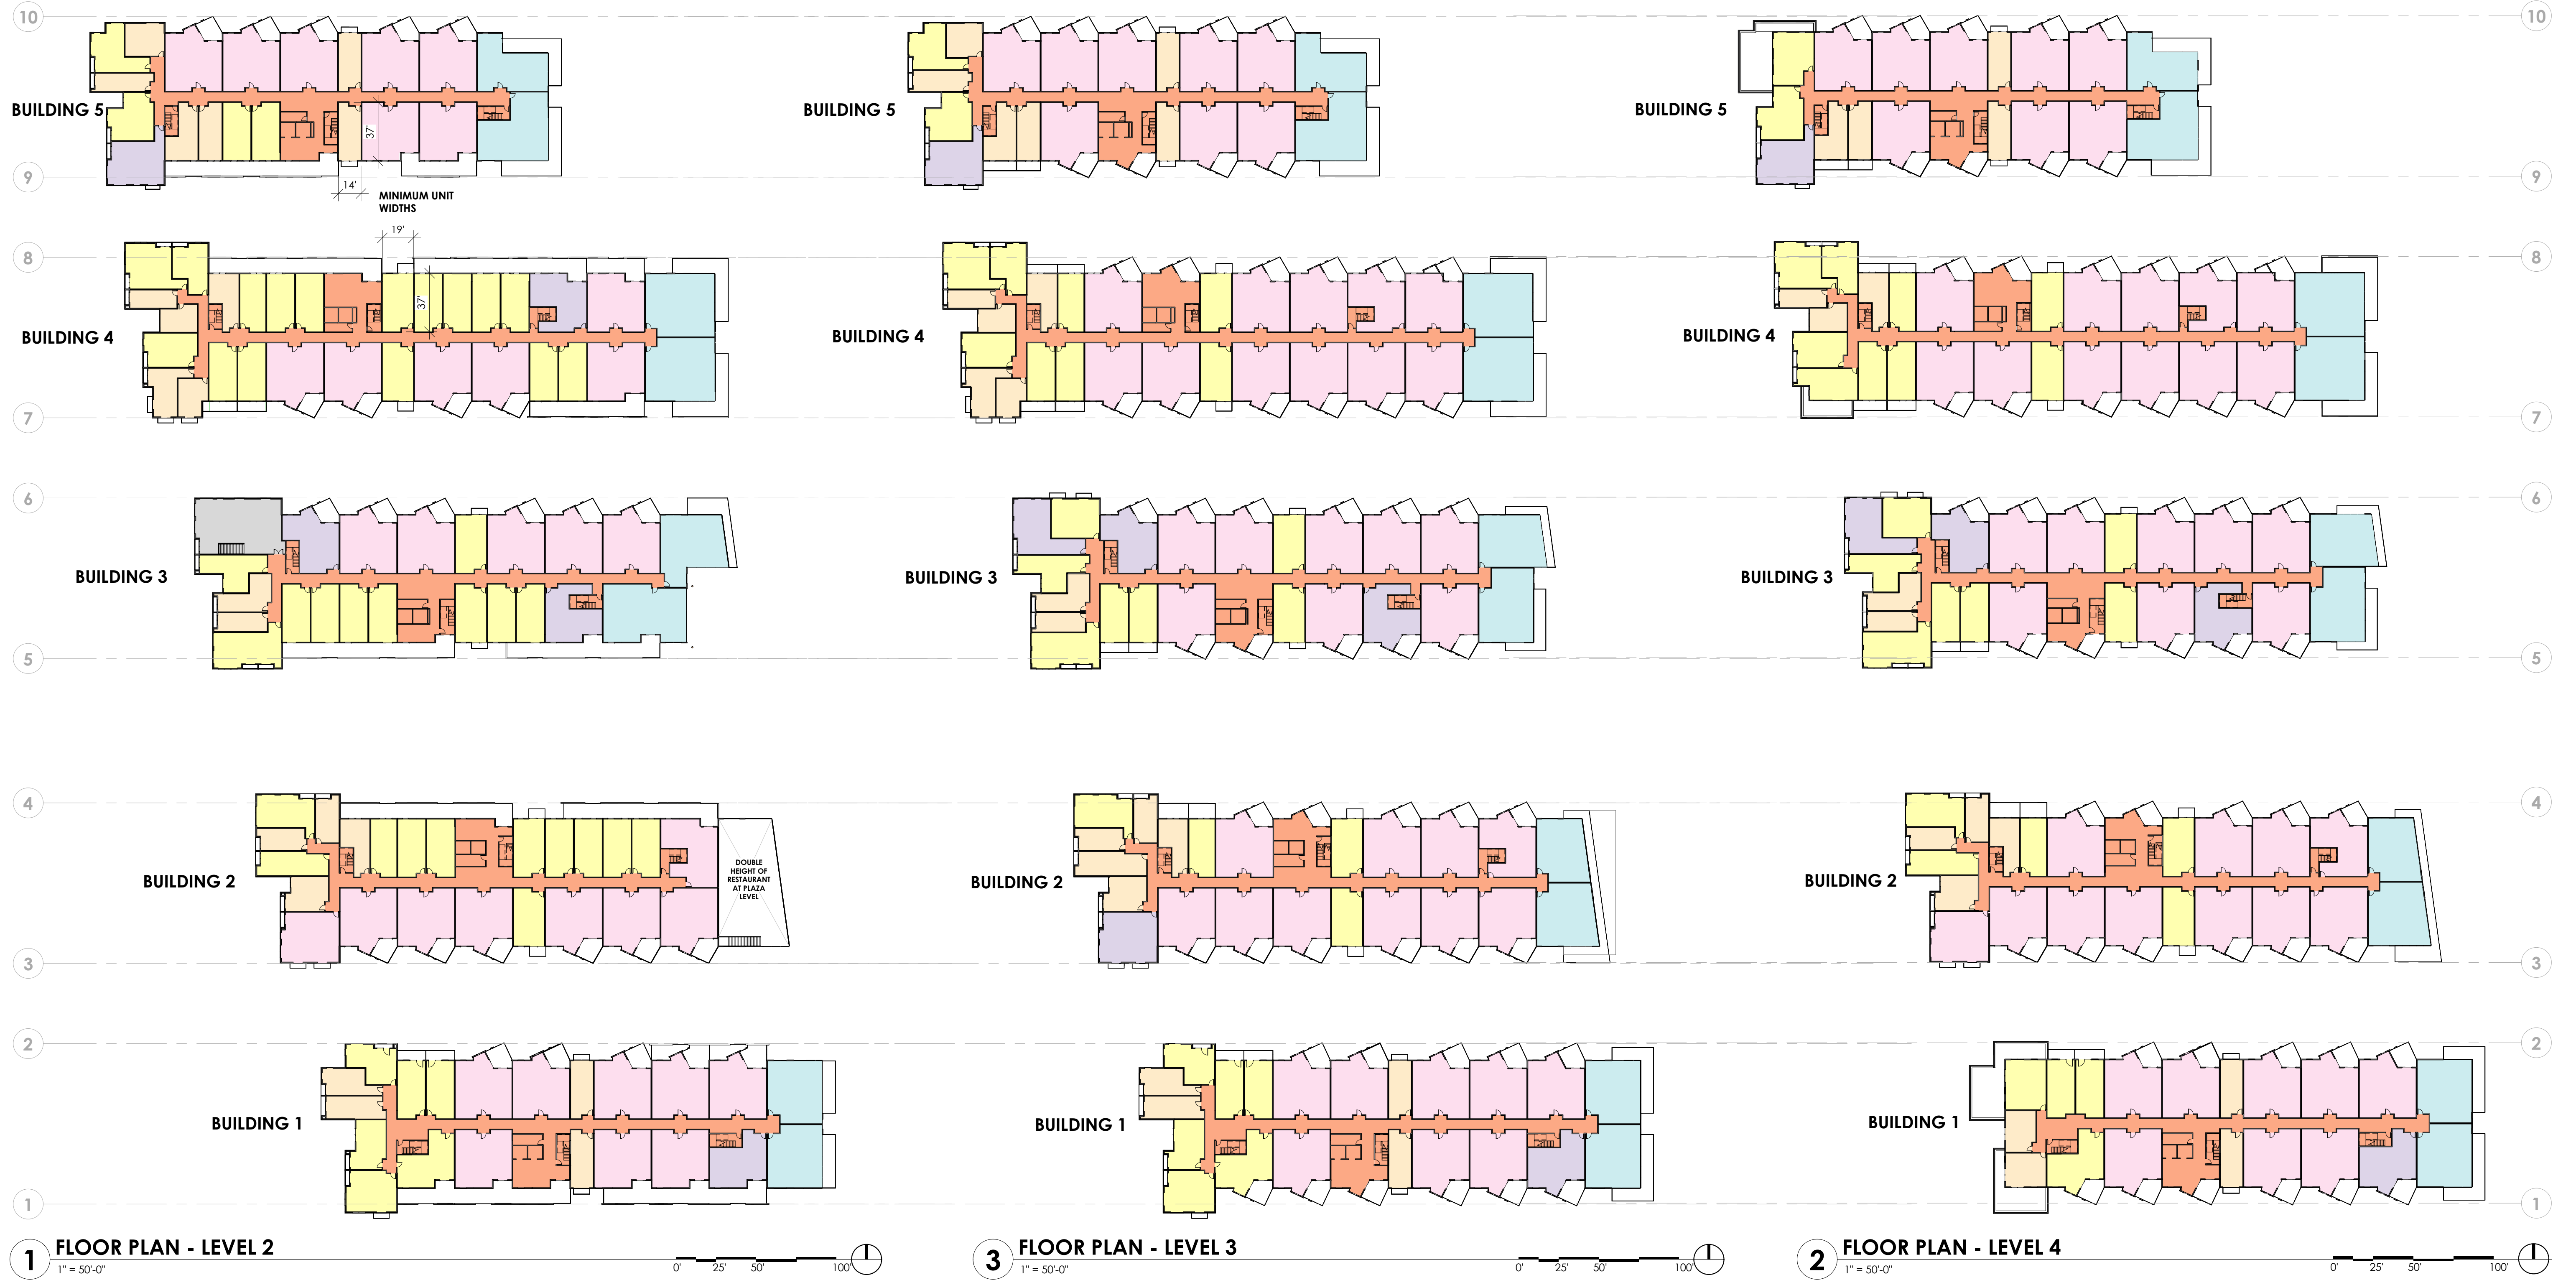 10
10
BUILDING 5
BUILDING 5
BUILDING 5
37'
9
14'
9
MINIMUM UNIT
WIDTHS
19'
8
8
37'
BUILDING 4
BUILDING 4
BUILDING 4
7
7
6
6
BUILDING 3
BUILDING 3
BUILDING 3
5
5
4
4
DOUBLE
HEIGHT OF
RESTAURANT
AT PLAZA
LEVEL
BUILDING 2
BUILDING 2
BUILDING 2
3
3
2
2
BUILDING 1
BUILDING 1
BUILDING 1
1
1
1
FLOOR PLAN - LEVEL 2
1" = 50'-0"
0' 25' 50' 100'
3
FLOOR PLAN - LEVEL 3
1" = 50'-0"
0' 25' 50' 100'
2
FLOOR PLAN - LEVEL 4
1" = 50'-0"
0' 25' 50' 100'